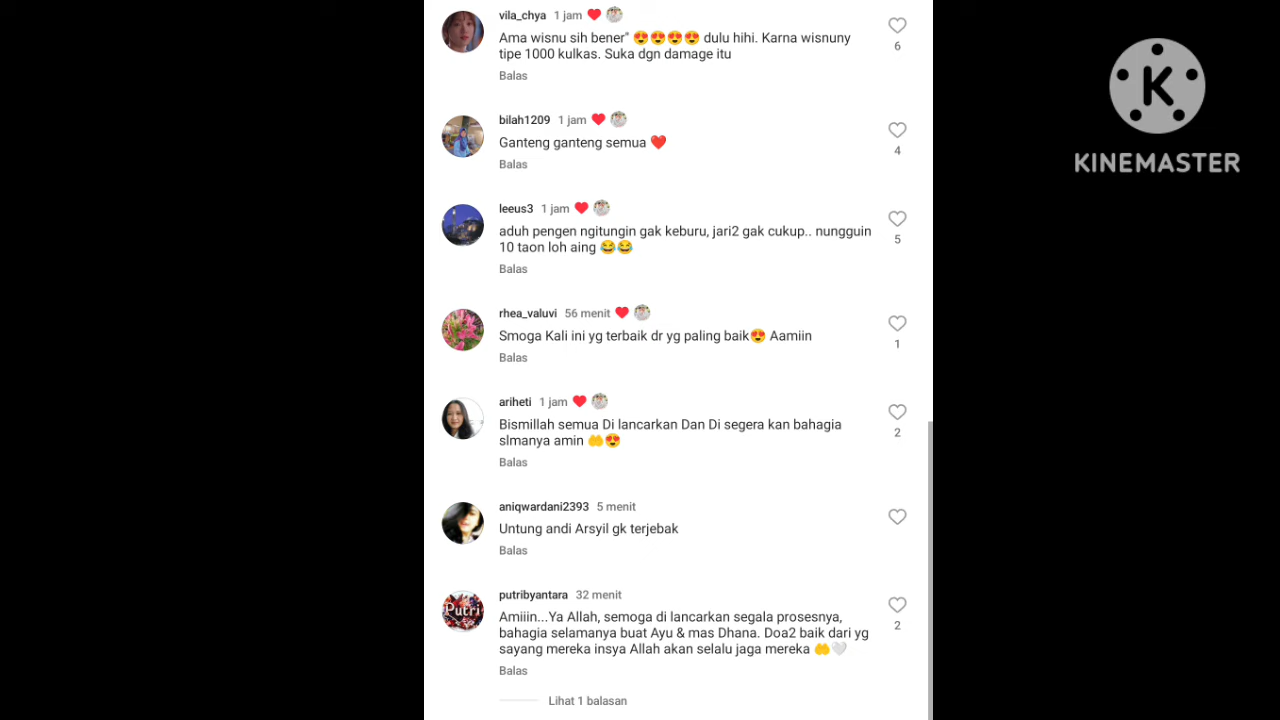 vila_chya 1 jam ❤️
Ama wisnu sih bener" 😍😍😍😍 dulu hihi. Karna wisnuny
tipe 1000 kulkas. Suka dgn damage itu
6
Balas
bilah1209 1 jam ❤️
Ganteng ganteng semua ❤️
4
Balas
leeus3 1 jam ❤️
aduh pengen ngitungin gak keburu, jari2 gak cukup.. nungguin
10 taon loh aing 😂😂
5
Balas
rhea_valuvi 56 menit ❤️
Smoga Kali ini yg terbaik dr yg paling baik😍 Aamiin
1
Balas
ariheti 1 jam ❤️
Bismillah semua Di lancarkan Dan Di segera kan bahagia
slmanya amin 🤲😍
2
Balas
aniqwardani2393 5 menit
Untung andi Arsyil gk terjebak
Balas
Putri
putribyantara 32 menit
Amiiin...Ya Allah, semoga di lancarkan segala prosesnya,
bahagia selamanya buat Ayu & mas Dhana. Doa2 baik dari yg
sayang mereka insya Allah akan selalu jaga mereka 🤲🤍
2
Balas
Lihat 1 balasan
K
KINEMASTER